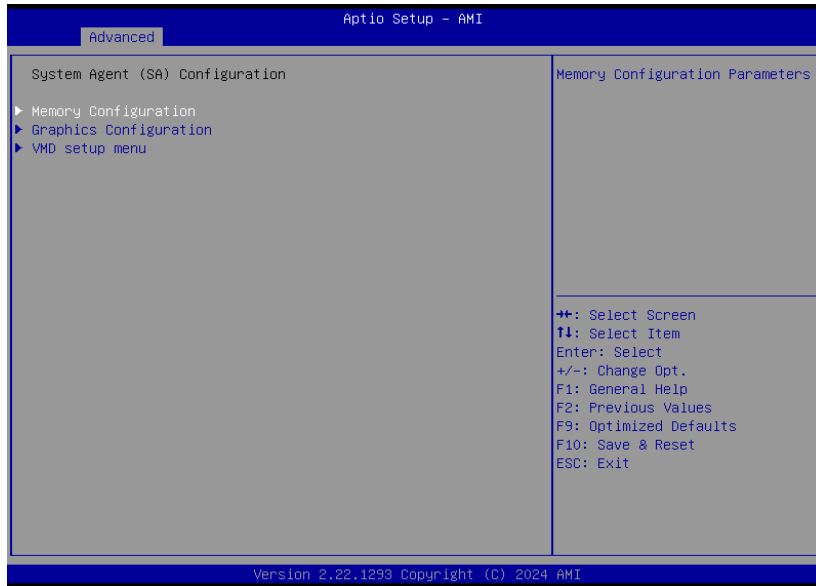 Aptio Setup – AMI
Advanced
System Agent (SA) Configuration
Memory Configuration
Graphics Configuration
VMD setup menu
Memory Configuration Parameters
→←: Select Screen
↑↓: Select Item
Enter: Select
+/-: Change Opt.
F1: General Help
F2: Previous Values
F9: Optimized Defaults
F10: Save & Reset
ESC: Exit
Version 2.22.1293 Copyright (C) 2024 AMI